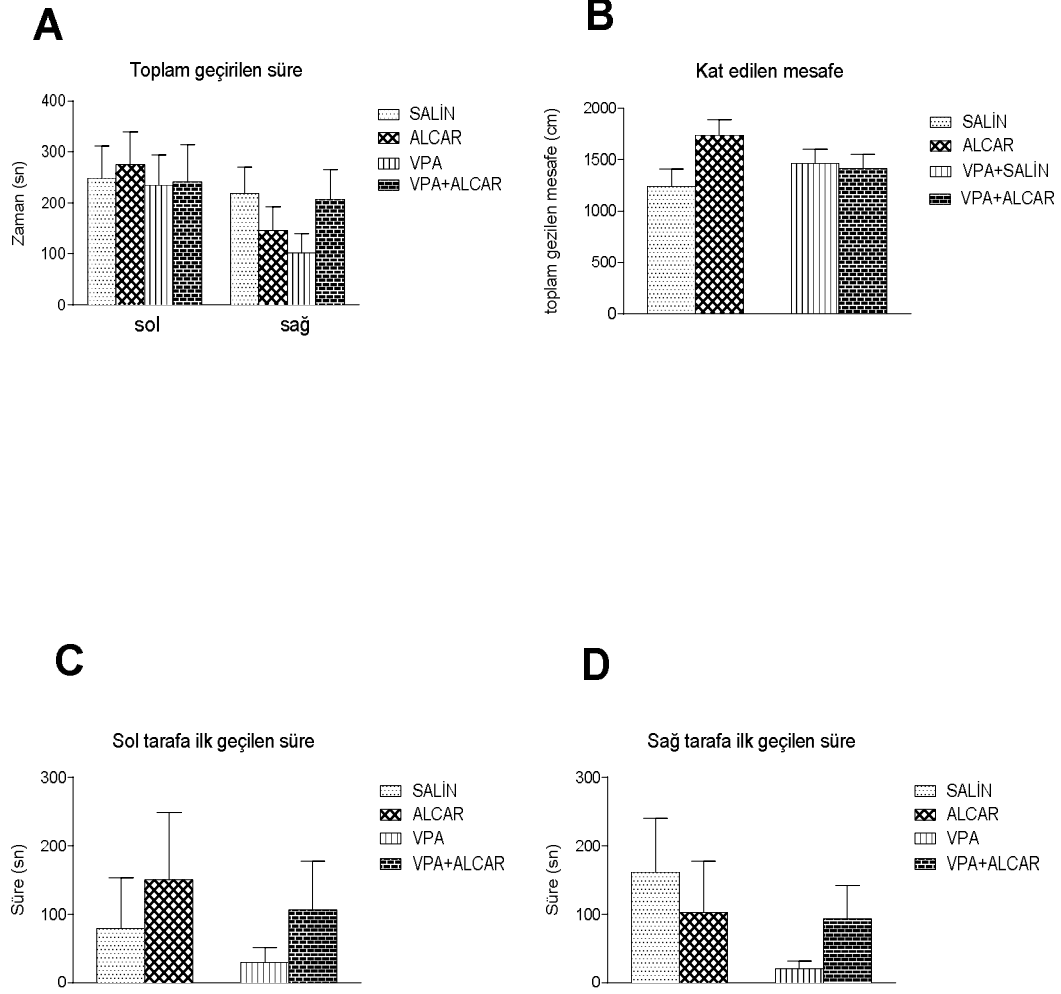 A
Toplam geçirilen süre
Zaman (sn)
400
300
200
100
0
sol
sağ
SALİN
ALCAR
VPA
VPA+ALCAR
B
Kat edilen mesafe
toplam gezilen mesafe (cm)
2000
1500
1000
500
0
SALİN
ALCAR
VPA+SALİN
VPA+ALCAR
C
Sol tarafa ilk geçilen süre
Süre (sn)
300
200
100
0
SALİN
ALCAR
VPA
VPA+ALCAR
D
Sağ tarafa ilk geçilen süre
Süre (sn)
300
200
100
0
SALİN
ALCAR
VPA
VPA+ALCAR